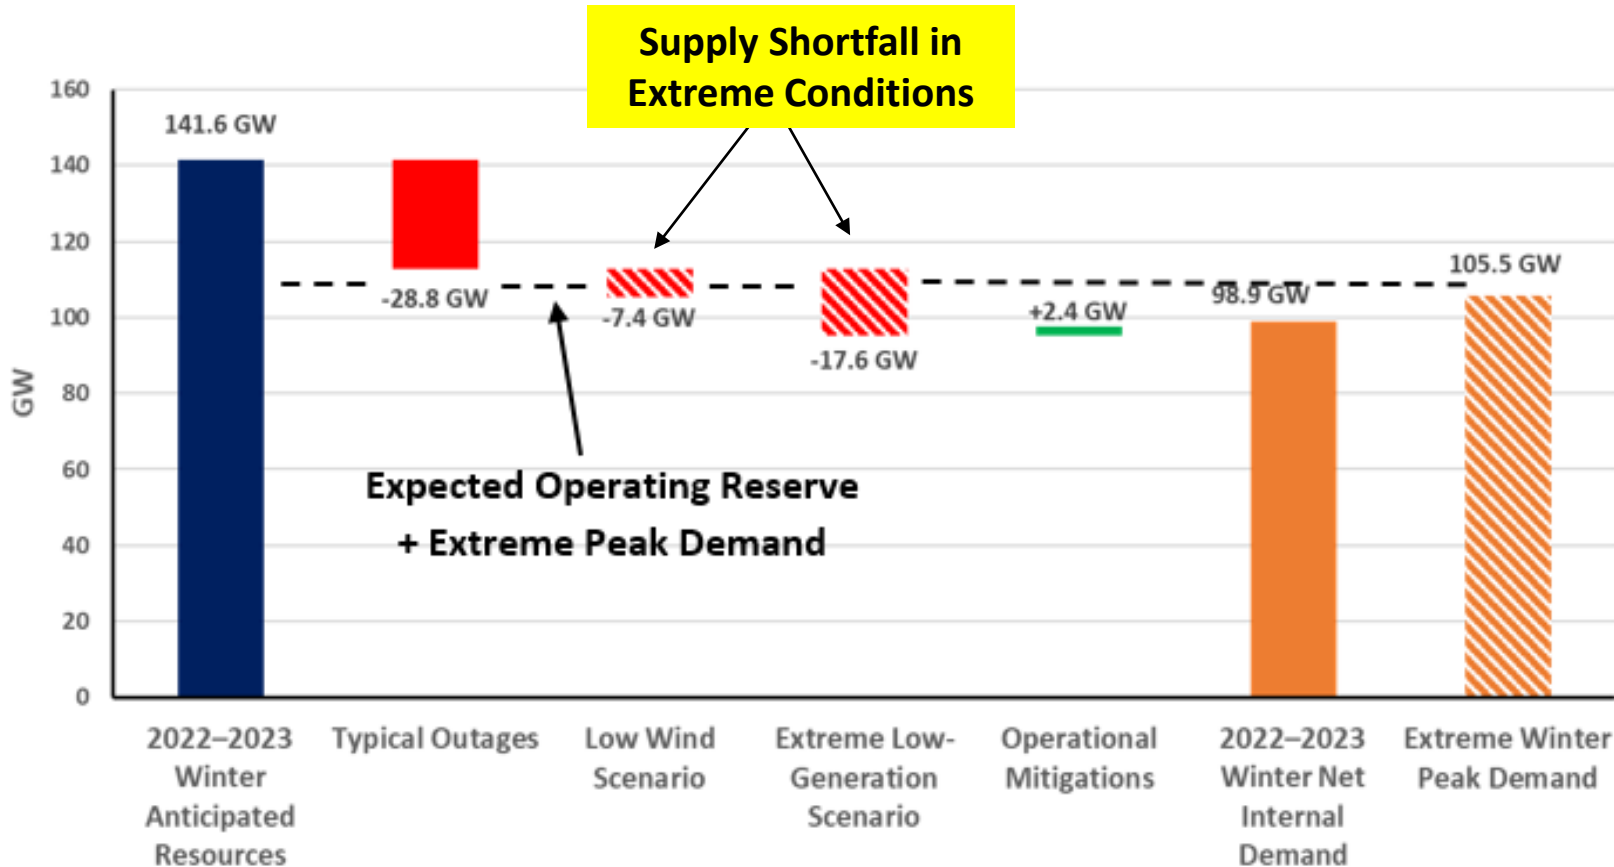 Supply Shortfall in
Extreme Conditions
160
140
120
100
80
60
40
20
0
GW
141.6 GW
-28.8 GW
-7.4 GW
-17.6 GW
+2.4 GW
98.9 GW
105.5 GW
Expected Operating Reserve
+ Extreme Peak Demand
2022–2023
Winter
Anticipated
Resources
Typical Outages
Low Wind
Scenario
Extreme Low-
Generation
Scenario
Operational
Mitigations
2022–2023
Winter Net
Internal
Demand
Extreme Winter
Peak Demand